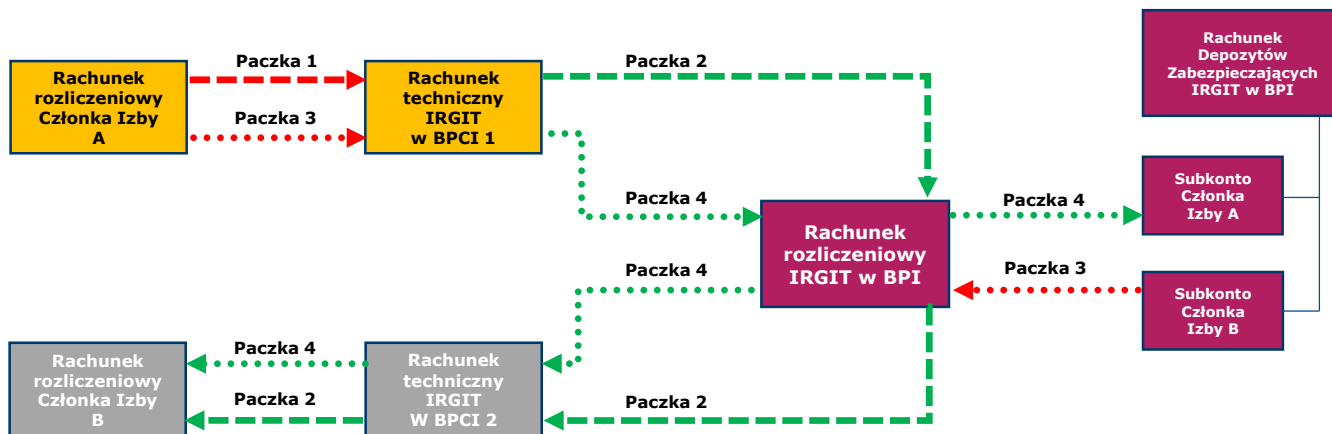 Paczka 1
Paczka 2
Rachunek
rozliczeniowy
Członka Izby
A
Rachunek
techniczny
IRGIT
w BPCI 1
Rachunek
Depozytów
Zabezpieczających
IRGIT w BPI
Paczka 3
Paczka 4
Rachunek
rozliczeniowy
IRGIT w BPI
Paczka 4
Subkonto
Członka
Izby A
Paczka 4
Paczka 3
Subkonto
Członka
Izby B
Rachunek
rozliczeniowy
Członka Izby
B
Paczka 4
Paczka 2
Rachunek
techniczny
IRGIT
W BPCI 2
Paczka 2